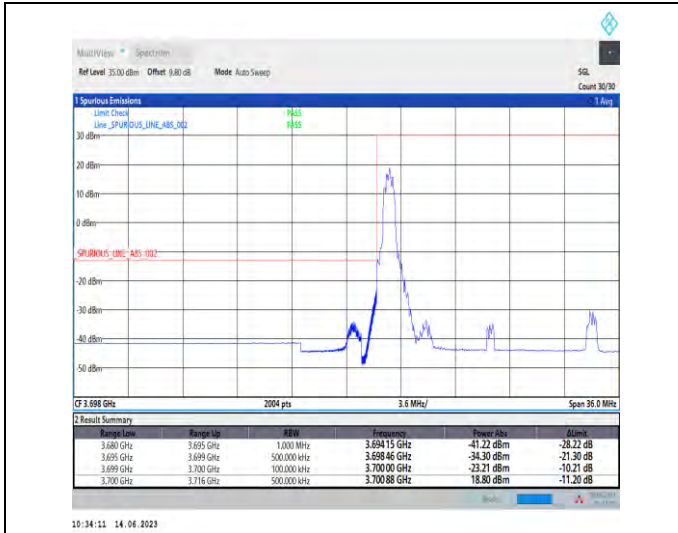 MultiView Spectrum
Ref Level 35.00 dBm Offset 9.80 dB Mode Auto Sweep SGL
Count 30/30
1 Spurious Emissions 1 Avg
Limit Check PASS
Line _SPURIOUS_LINE_ABS_002 PASS
30 dBm
20 dBm
10 dBm
0 dBm
SPURIOUS_LINE_ABS_002
-20 dBm
-30 dBm
-40 dBm
-50 dBm
CF 3.698 GHz 2004 pts 3.6 MHz/ Span 36.0 MHz
2 Result Summary
Range Low Range Up RBW Frequency Power Abs ΔLimit
3.680 GHz 3.695 GHz 1.000 MHz 3.694 15 GHz -41.22 dBm -28.22 dB
3.695 GHz 3.699 GHz 500.000 kHz 3.698 46 GHz -34.30 dBm -21.30 dB
3.699 GHz 3.700 GHz 100.000 kHz 3.700 00 GHz -23.21 dBm -10.21 dB
3.700 GHz 3.716 GHz 500.000 kHz 3.700 88 GHz 18.80 dBm -11.20 dB
10:34:11 14.06.2023